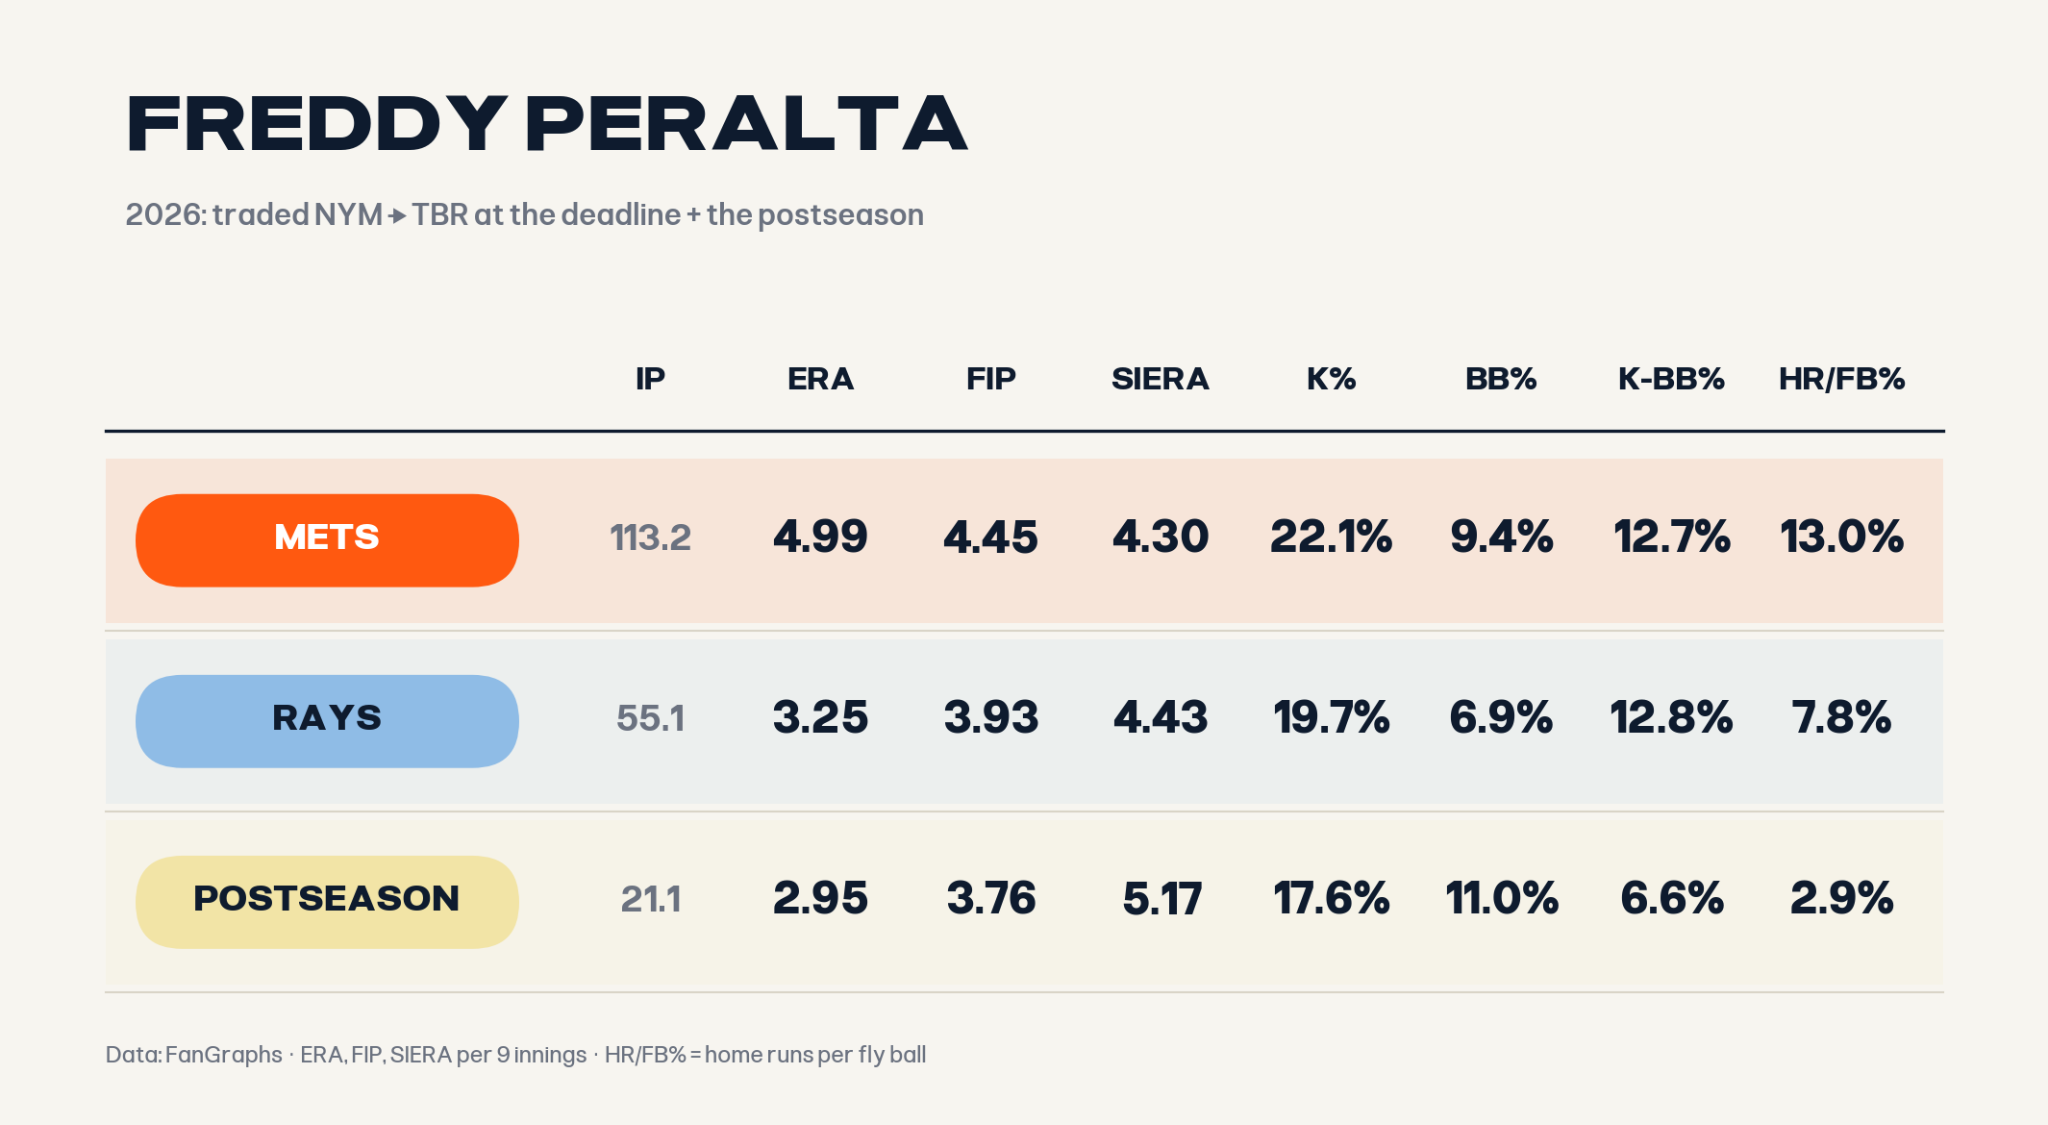 FREDDY PERALTA
2026: traded NYM → TBR at the deadline + the postseason
IP ERA FIP SIERA K% BB% K-BB% HR/FB%
METS 113.2 4.99 4.45 4.30 22.1% 9.4% 12.7% 13.0%
RAYS 55.1 3.25 3.93 4.43 19.7% 6.9% 12.8% 7.8%
POSTSEASON 21.1 2.95 3.76 5.17 17.6% 11.0% 6.6% 2.9%
Data: FanGraphs · ERA, FIP, SIERA per 9 innings · HR/FB% = home runs per fly ball